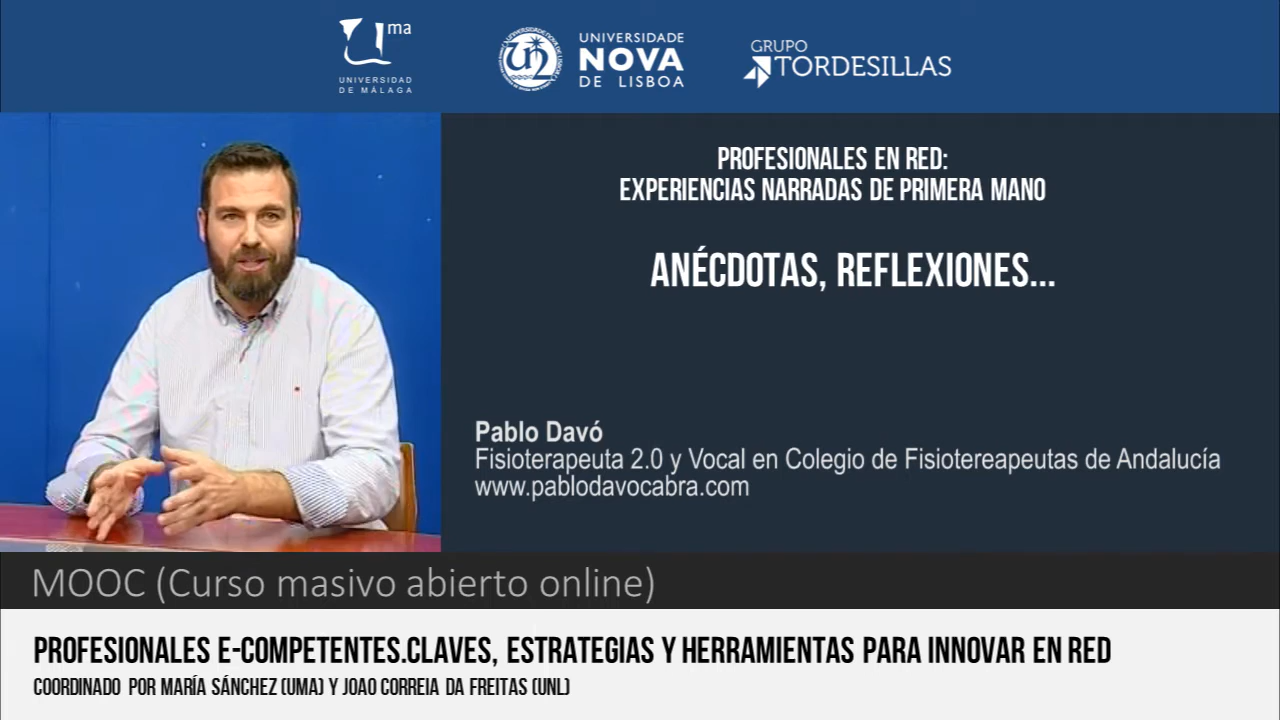 uma
UNIVERSIDAD
DE MÁLAGA
UNIVERSIDADE
NOVA
DE LISBOA
GRUPO
TORDESILLAS
PROFESIONALES EN RED:
EXPERIENCIAS NARRADAS DE PRIMERA MANO
ANÉCDOTAS, REFLEXIONES...
Pablo Davó
Fisioterapeuta 2.0 y Vocal en Colegio de Fisiotereapeutas de Andalucía
www.pablodavocabra.com
MOOC (Curso masivo abierto online)
PROFESIONALES E-COMPETENTES.CLAVES, ESTRATEGIAS Y HERRAMIENTAS PARA INNOVAR EN RED
COORDINADO POR MARÍA SÁNCHEZ (UMA) Y JOAO CORREIA DA FREITAS (UNL)